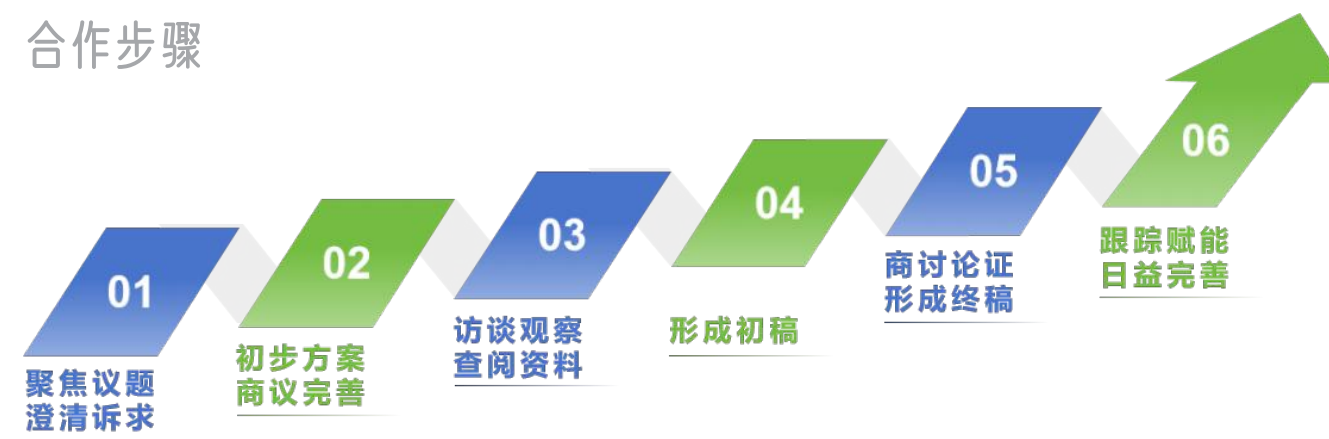 合作步骤
01
聚焦议题
澄清诉求
02
初步方案
商议完善
03
访谈观察
查阅资料
04
形成初稿
05
商讨论证
形成终稿
06
跟踪赋能
日益完善